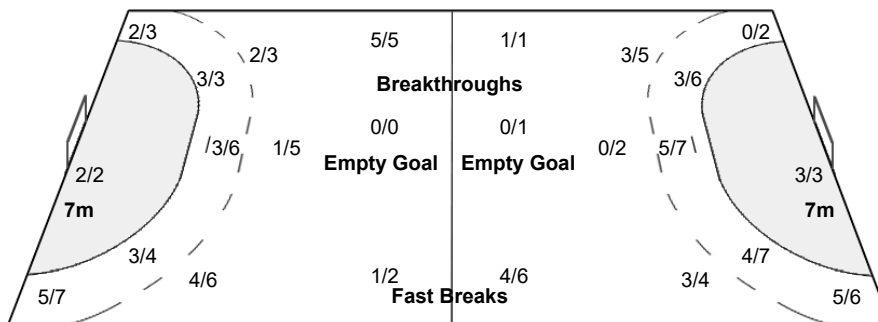 2/3 5/5 1/1 0/2
2/3 3/5
3/3 Breakthroughs 3/6
0/0 0/1
3/6 1/5 0/2 5/7
Empty Goal Empty Goal
2/2 3/3
7m 7m
3/4 4/7
4/6 1/2 4/6 3/4
5/7 Fast Breaks 5/6